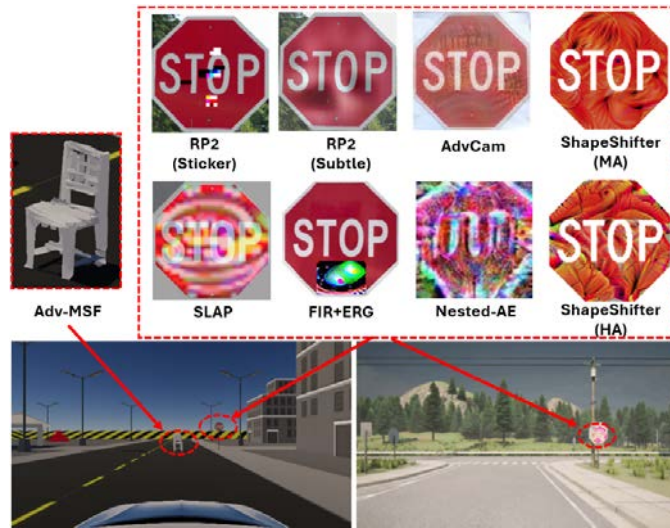 STOP
STOP
STOP
STOP
RP2
(Sticker)
RP2
(Subtle)
AdvCam
ShapeShifter
(MA)
STOP
STOP
STOP
Adv-MSF
SLAP
FIR+ERG
Nested-AE
ShapeShifter
(HA)